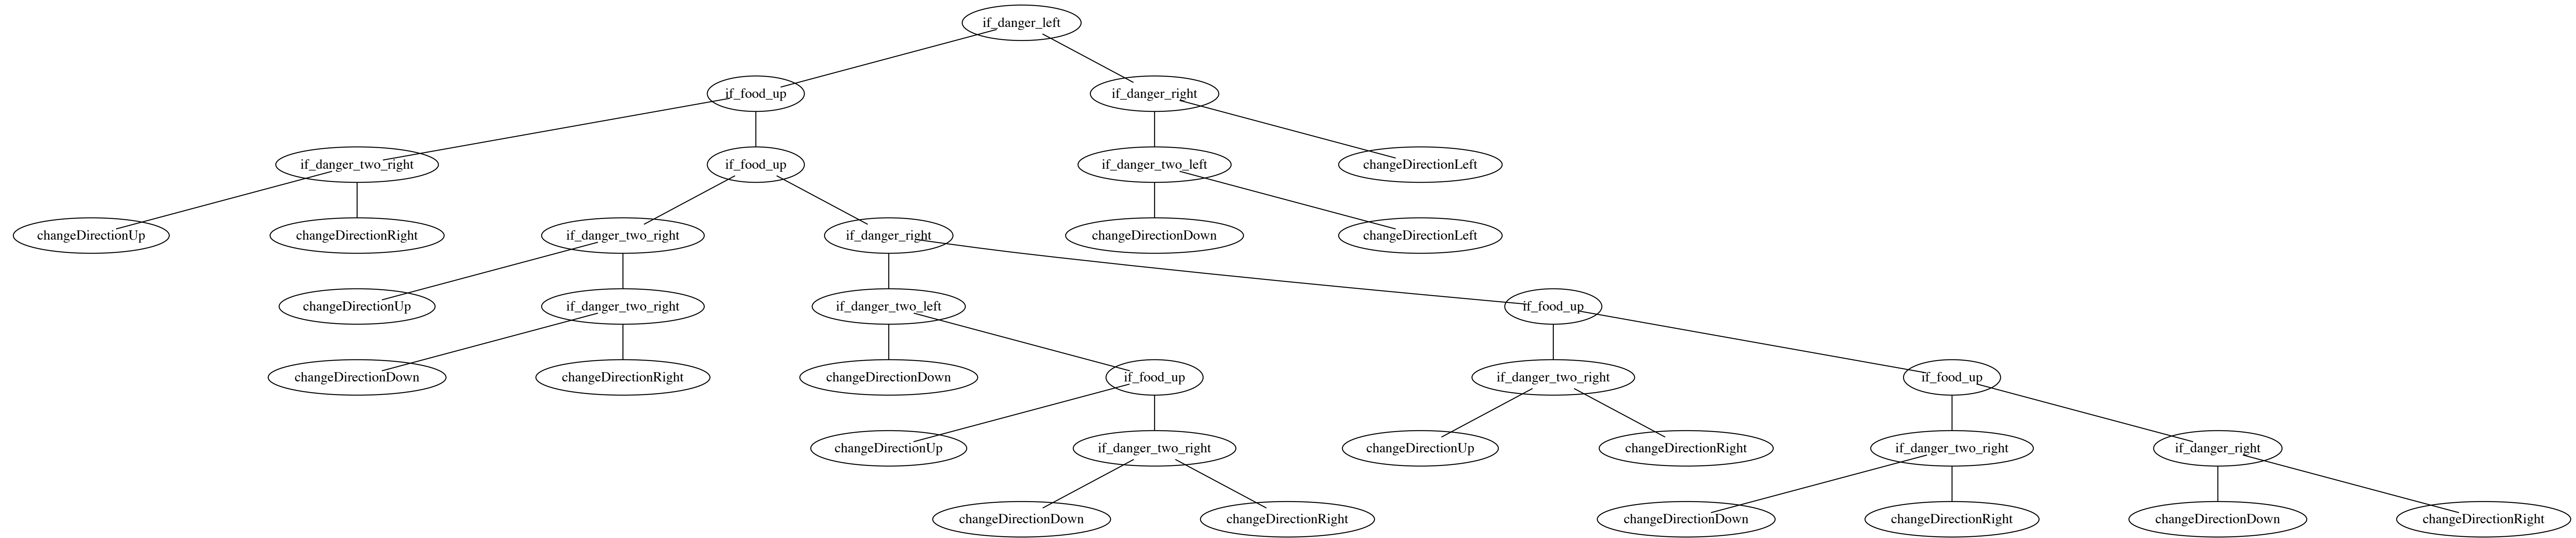 if_danger_left
if_food_up
if_danger_right
if_danger_two_right
if_food_up
if_danger_two_left
changeDirectionLeft
changeDirectionUp
changeDirectionRight
if_danger_two_right
if_danger_right
changeDirectionDown
changeDirectionLeft
changeDirectionUp
if_danger_two_right
if_danger_two_left
if_food_up
changeDirectionDown
changeDirectionRight
changeDirectionDown
if_food_up
if_danger_two_right
if_food_up
changeDirectionUp
if_danger_two_right
changeDirectionUp
changeDirectionRight
if_danger_two_right
if_danger_right
changeDirectionDown
changeDirectionRight
changeDirectionDown
changeDirectionRight
changeDirectionDown
changeDirectionRight